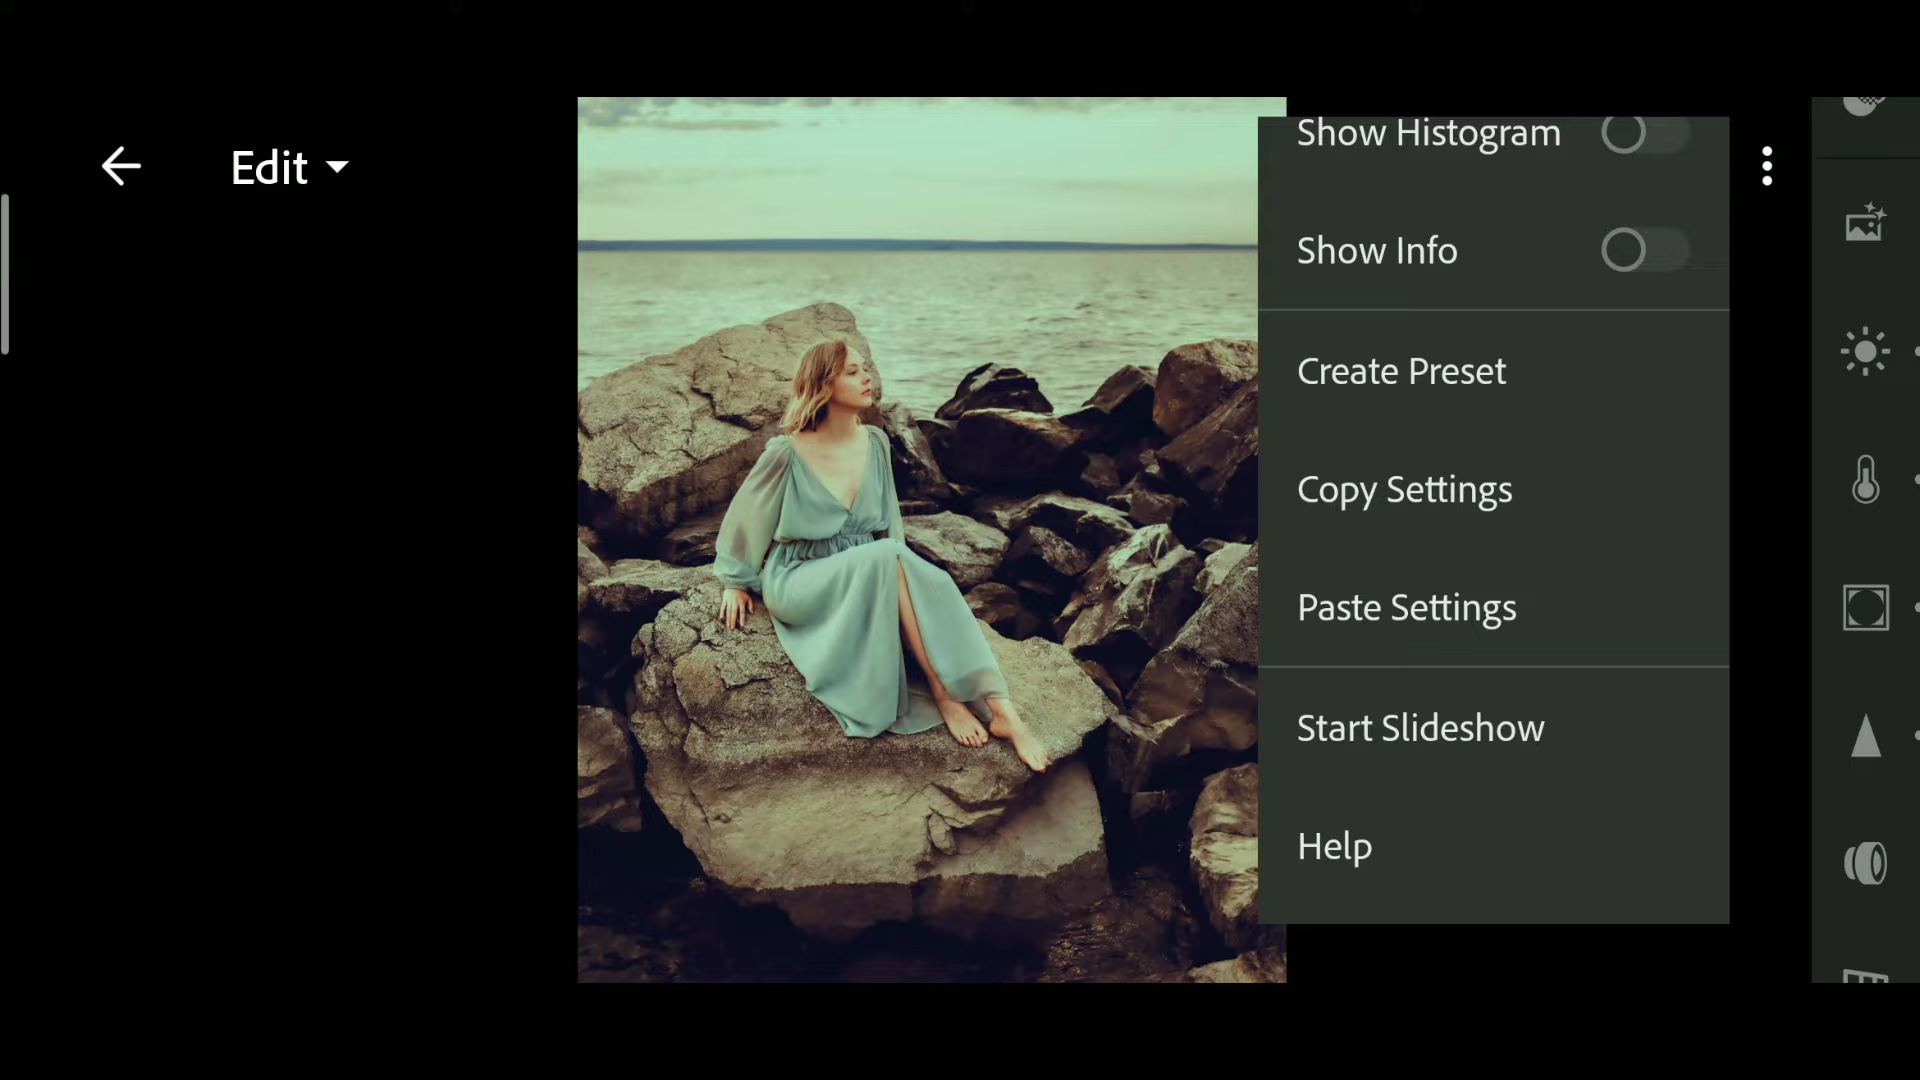 Edit
Show Histogram
Show Info
Create Preset
Copy Settings
Paste Settings
Start Slideshow
Help